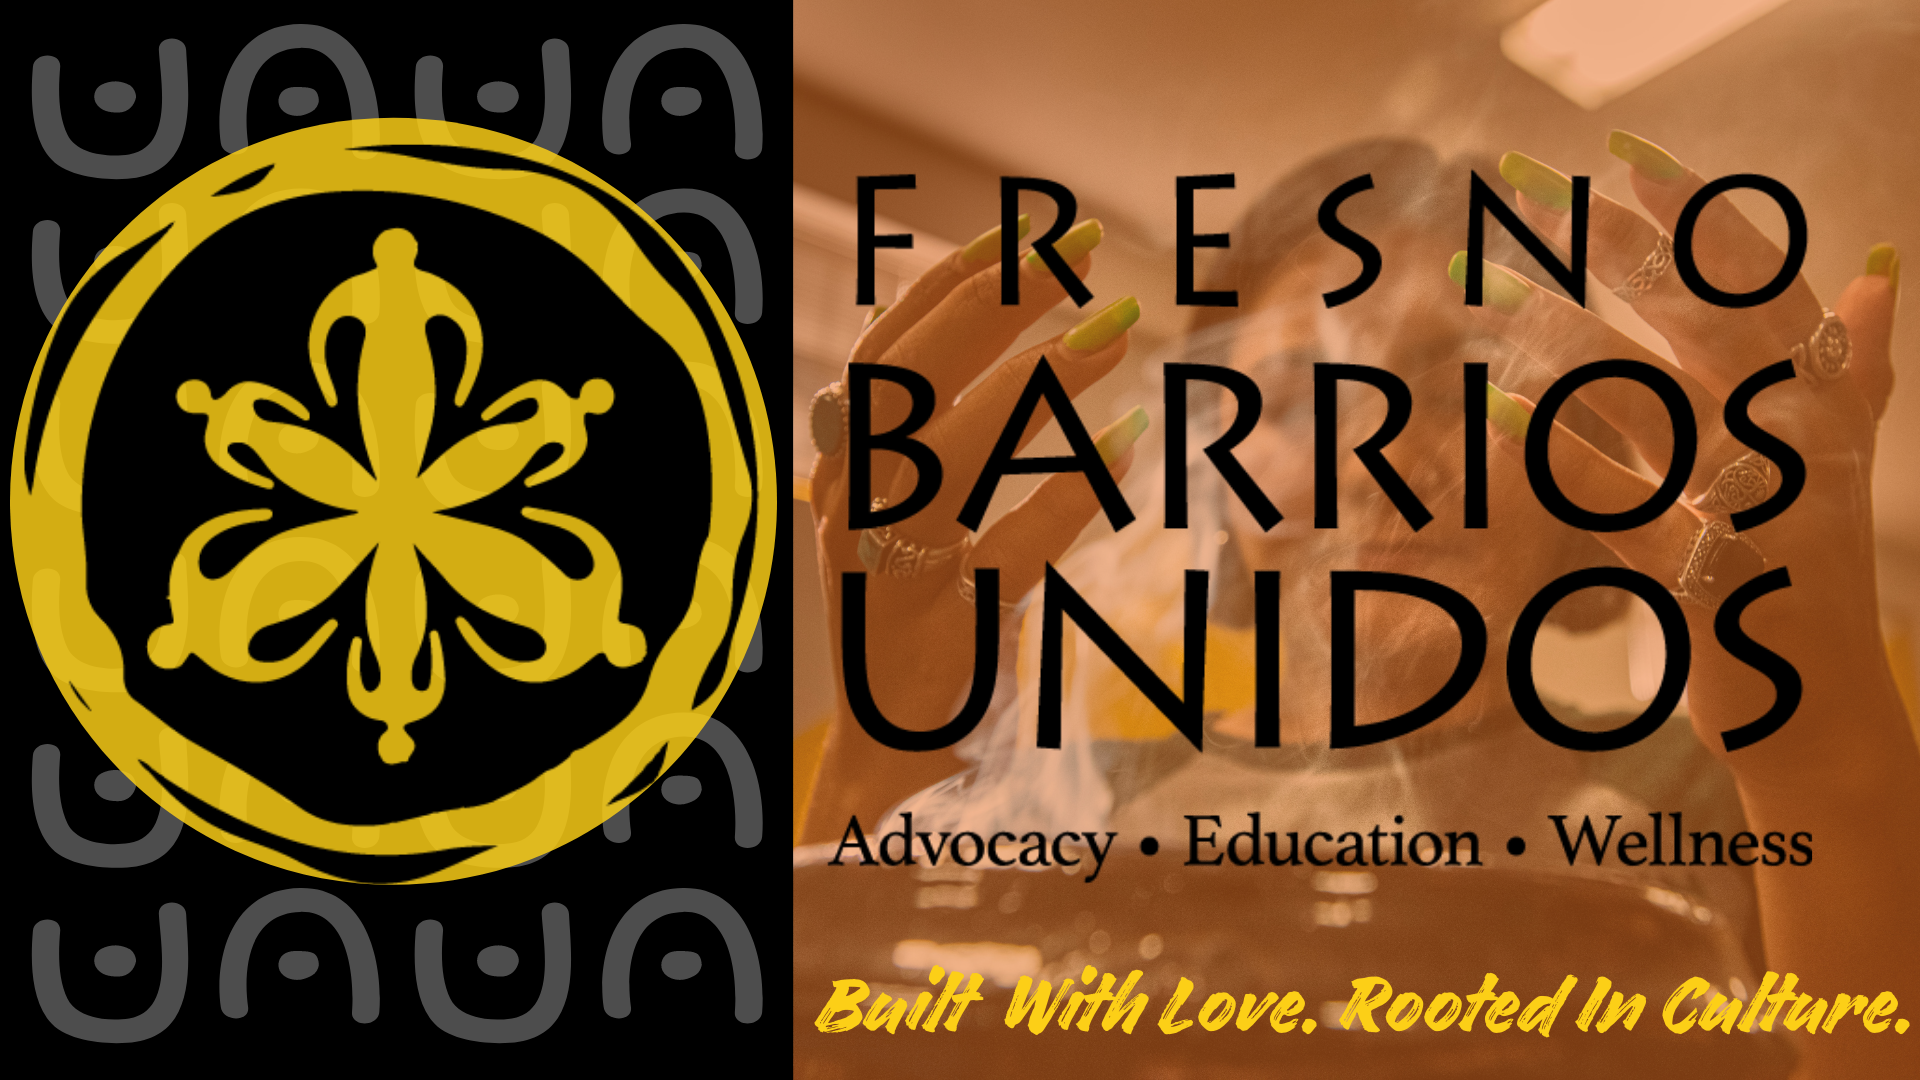 FRESNO
BARRIOS
UNIDOS
Advocacy • Education • Wellness
Built With Love. Rooted In Culture.